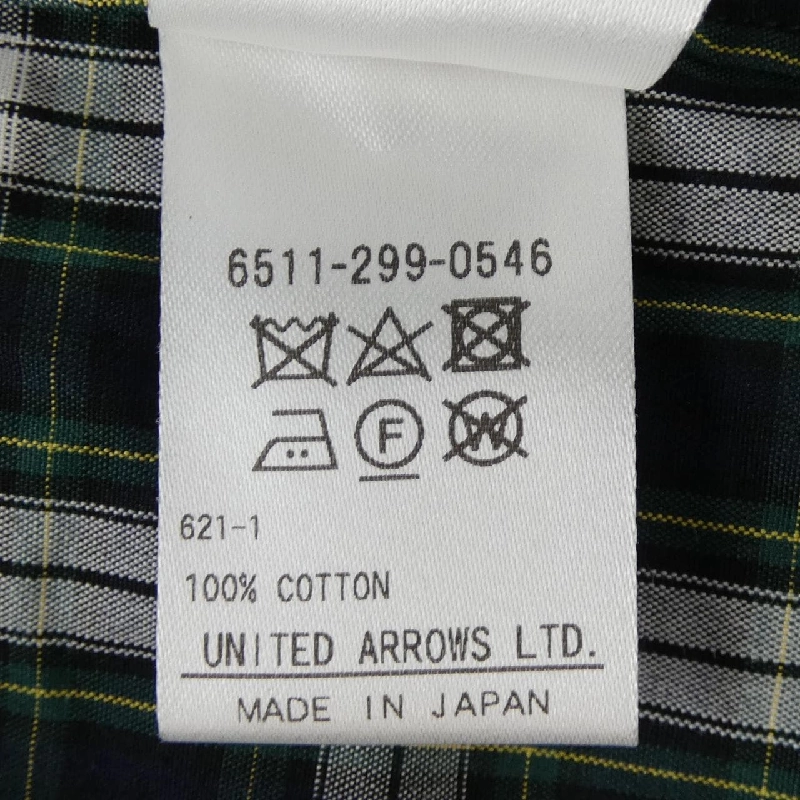 6511-299-0546
F W
621-1
100% COTTON
UNITED ARROWS LTD.
MADE IN JAPAN